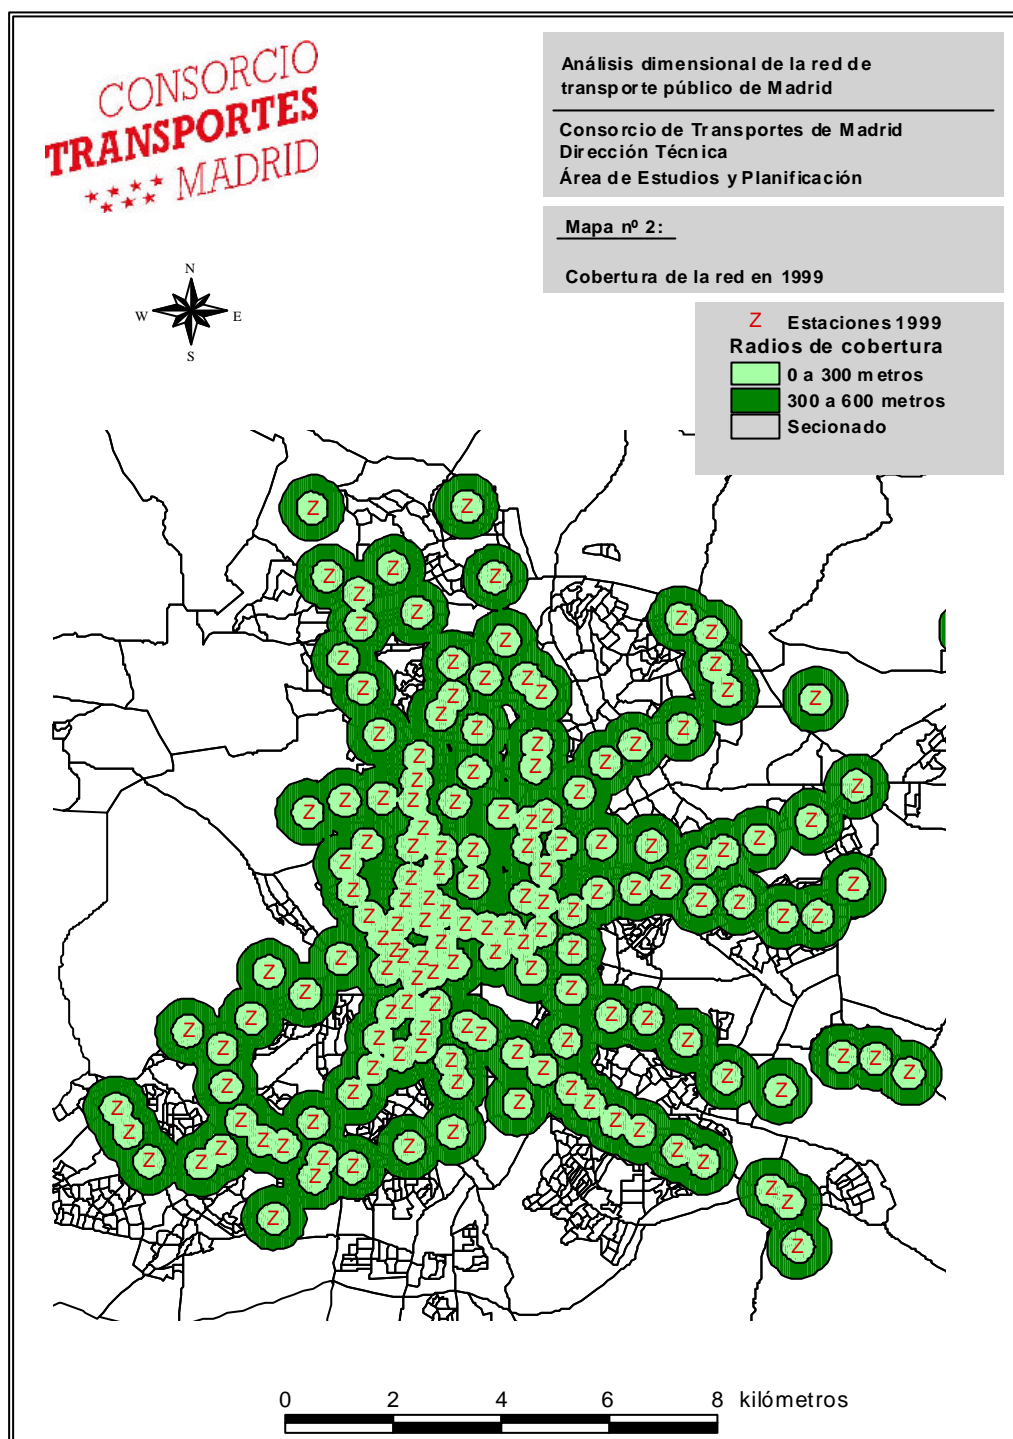 CONSORCIO
TRANSPORTES
MADRID
Análisis dimensional de la red de
transporte público de Madrid
Consorcio de Transportes de Madrid
Dirección Técnica
Área de Estudios y Planificación
Mapa nº 2:
Cobertura de la red en 1999
N
W E
S
Z Estaciones 1999
Radios de cobertura
0 a 300 metros
300 a 600 metros
Secionado
0 2 4 6 8 kilómetros